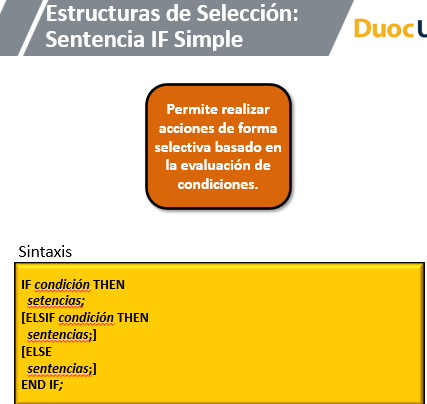 Estructuras de Selección:
Sentencia IF Simple
Duoc
Permite realizar
acciones de forma
selectiva basado en
la evaluación de
condiciones.
Sintaxis
IF condición THEN
setencias;
[ELSIF condición THEN
sentencias;]
[ELSE
sentencias;]
END IF;